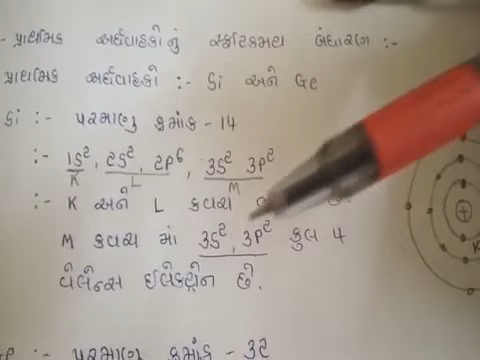 - પ્રાથમિક અર્ધવાહકોનું સ્ફટિકમય બંધારણ :-
પ્રાથમિક અર્ધવાહકો :- Si અને Ge
Si :- પરમાણુ ક્રમાંક - 14
:- 1S², 2S², 2P⁶, 3S² 3P²
K L M
:- K અને L કવચ
M કવચ માં 3S², 3P² કુલ 4
વેલેન્સ ઈલેક્ટ્રોન છે.
પરમાણુ ક્રમાંક - 32